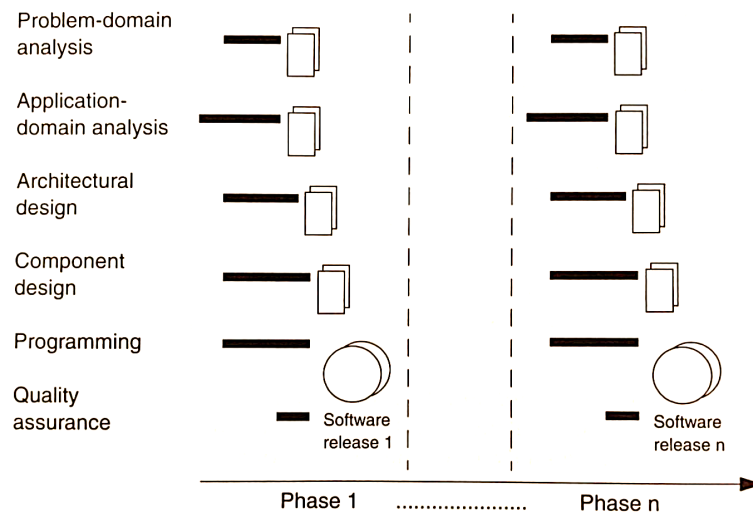 Problem-domain
analysis
Application-
domain analysis
Architectural
design
Component
design
Programming
Quality
assurance
Software
release 1
Software
release n
Phase 1 ..................... Phase n